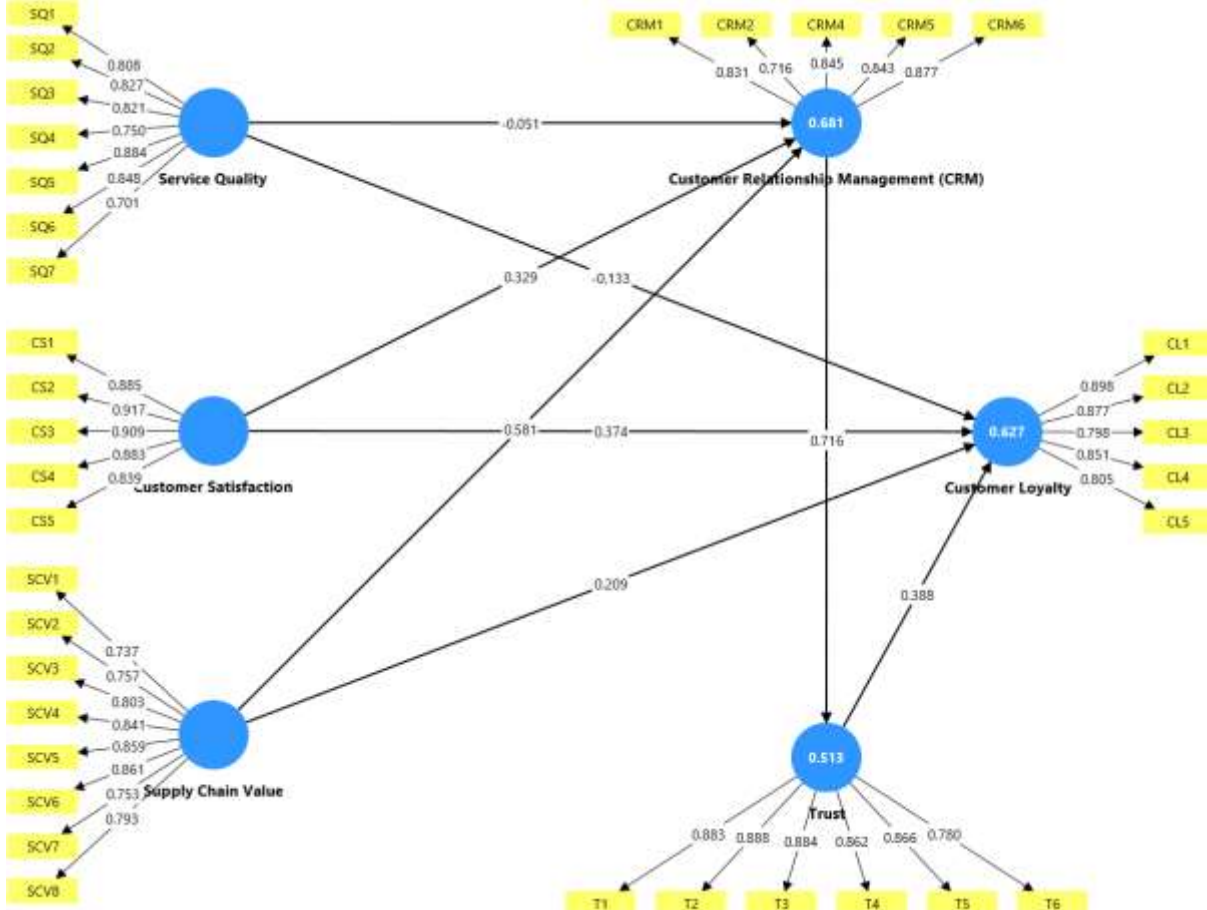 SQ1
SQ2
SQ3
SQ4
SQ5
SQ6
SQ7
0.808
0.827
0.821
0.750
0.884
0.848
0.701
Service Quality
CRM1
CRM2
CRM4
CRM5
CRM6
0.831
0.716
0.845
0.843
0.877
0.681
Customer Relationship Management (CRM)
-0.051
0.329
-0.133
CS1
CS2
CS3
CS4
CS5
0.885
0.917
0.909
0.883
0.839
Customer Satisfaction
0.581
0.374
0.716
0.627
Customer Loyalty
CL1
CL2
CL3
CL4
CL5
0.898
0.877
0.798
0.851
0.805
SCV1
SCV2
SCV3
SCV4
SCV5
SCV6
SCV7
SCV8
0.737
0.757
0.803
0.841
0.859
0.861
0.753
0.793
Supply Chain Value
0.209
0.388
0.513
Trust
0.883
0.888
0.884
0.862
0.866
0.780
T1
T2
T3
T4
T5
T6